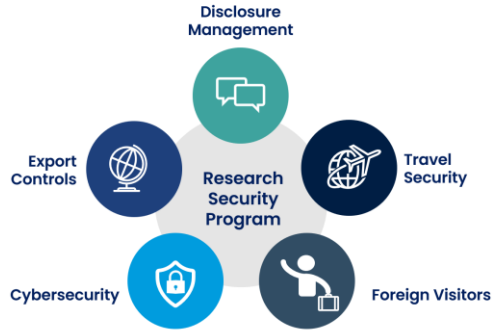 Disclosure
Management
Export
Controls
Travel
Security
Research
Security
Program
Cybersecurity
Foreign Visitors